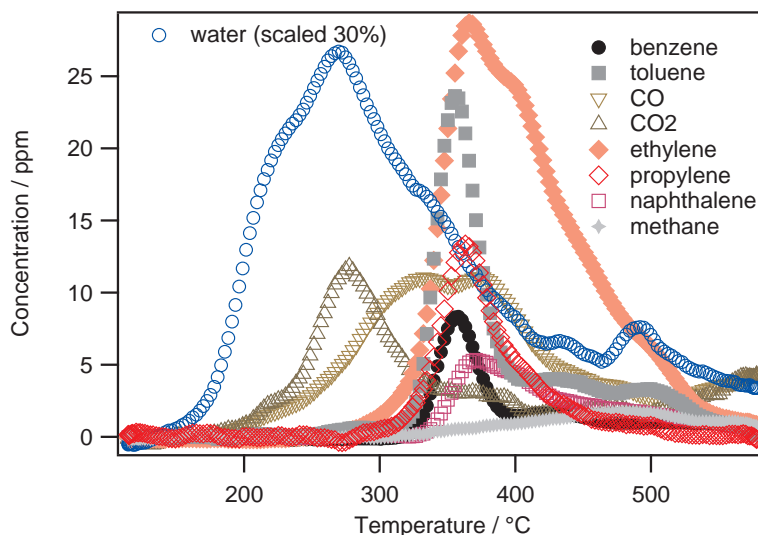 water (scaled 30%)
benzene
toluene
CO
CO2
ethylene
propylene
naphthalene
methane
Concentration / ppm
25
20
15
10
5
0
200
300
400
500
Temperature / °C